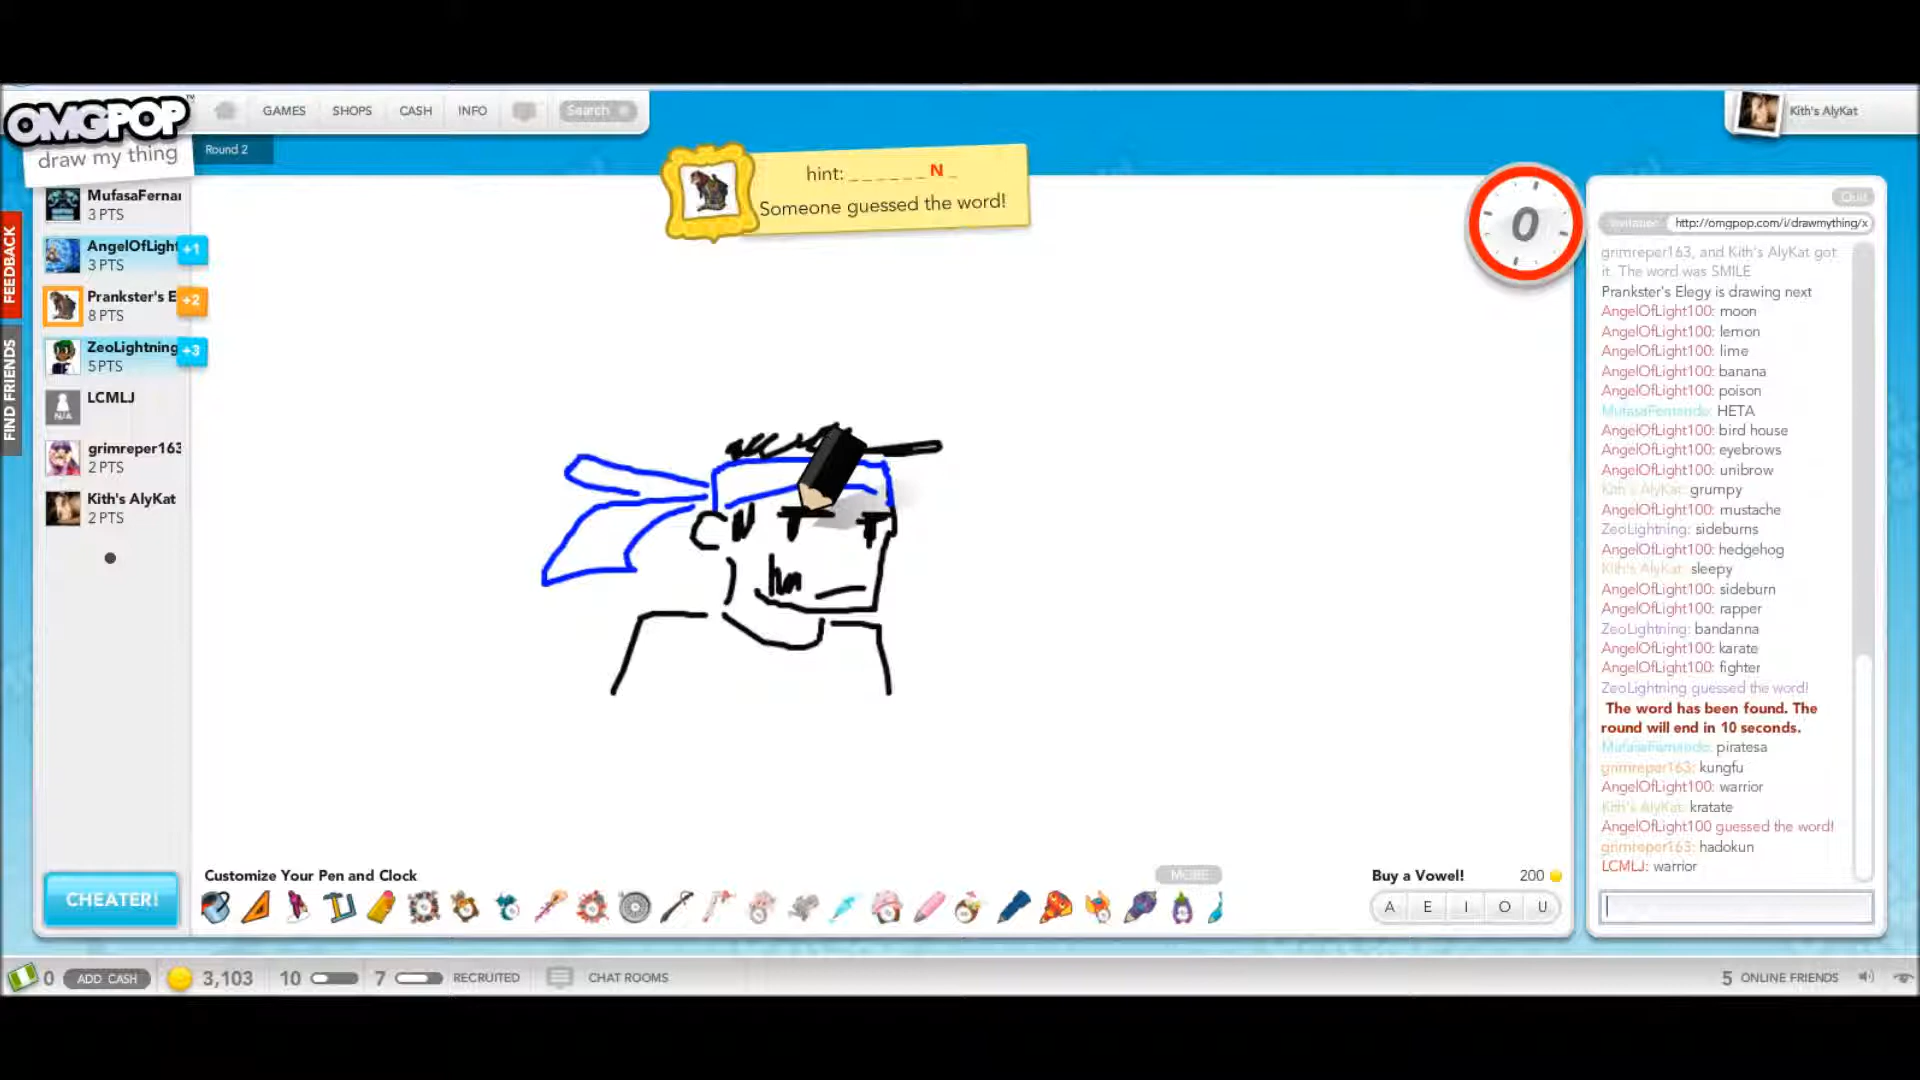 OMGPOP
draw my thing
GAMES SHOPS CASH INFO Search
Kith's AlyKat
Round 2
hint: _ _ _ _ _ _ N _
Someone guessed the word!
0
FEEDBACK
FIND FRIENDS
MufasaFernar
3 PTS
AngelOfLight +1
3 PTS
Prankster's E +2
8 PTS
ZeoLightning +3
5 PTS
LCMLJ
N/A
grimreper163
2 PTS
Kith's AlyKat
2 PTS
Quit
http://omgpop.com/i/drawmything/x
grimreper163, and Kith's AlyKat got
it. The word was SMILE
Prankster's Elegy is drawing next
AngelOfLight100: moon
AngelOfLight100: lemon
AngelOfLight100: lime
AngelOfLight100: banana
AngelOfLight100: poison
MufasaFernando: HETA
AngelOfLight100: bird house
AngelOfLight100: eyebrows
AngelOfLight100: unibrow
Kith's AlyKat: grumpy
AngelOfLight100: mustache
ZeoLightning: sideburns
AngelOfLight100: hedgehog
Kith's AlyKat: sleepy
AngelOfLight100: sideburn
AngelOfLight100: rapper
ZeoLightning: bandanna
AngelOfLight100: karate
AngelOfLight100: fighter
ZeoLightning guessed the word!
The word has been found. The
round will end in 10 seconds.
MufasaFernando: piratesa
grimreper163: kungfu
AngelOfLight100: warrior
Kith's AlyKat: kratate
AngelOfLight100 guessed the word!
grimreper163: hadokun
LCMLJ: warrior
CHEATER!
Customize Your Pen and Clock
MORE
Buy a Vowel! 200
A E I O U
0 ADD CASH 3,103 10 7 RECRUITED CHAT ROOMS
5 ONLINE FRIENDS